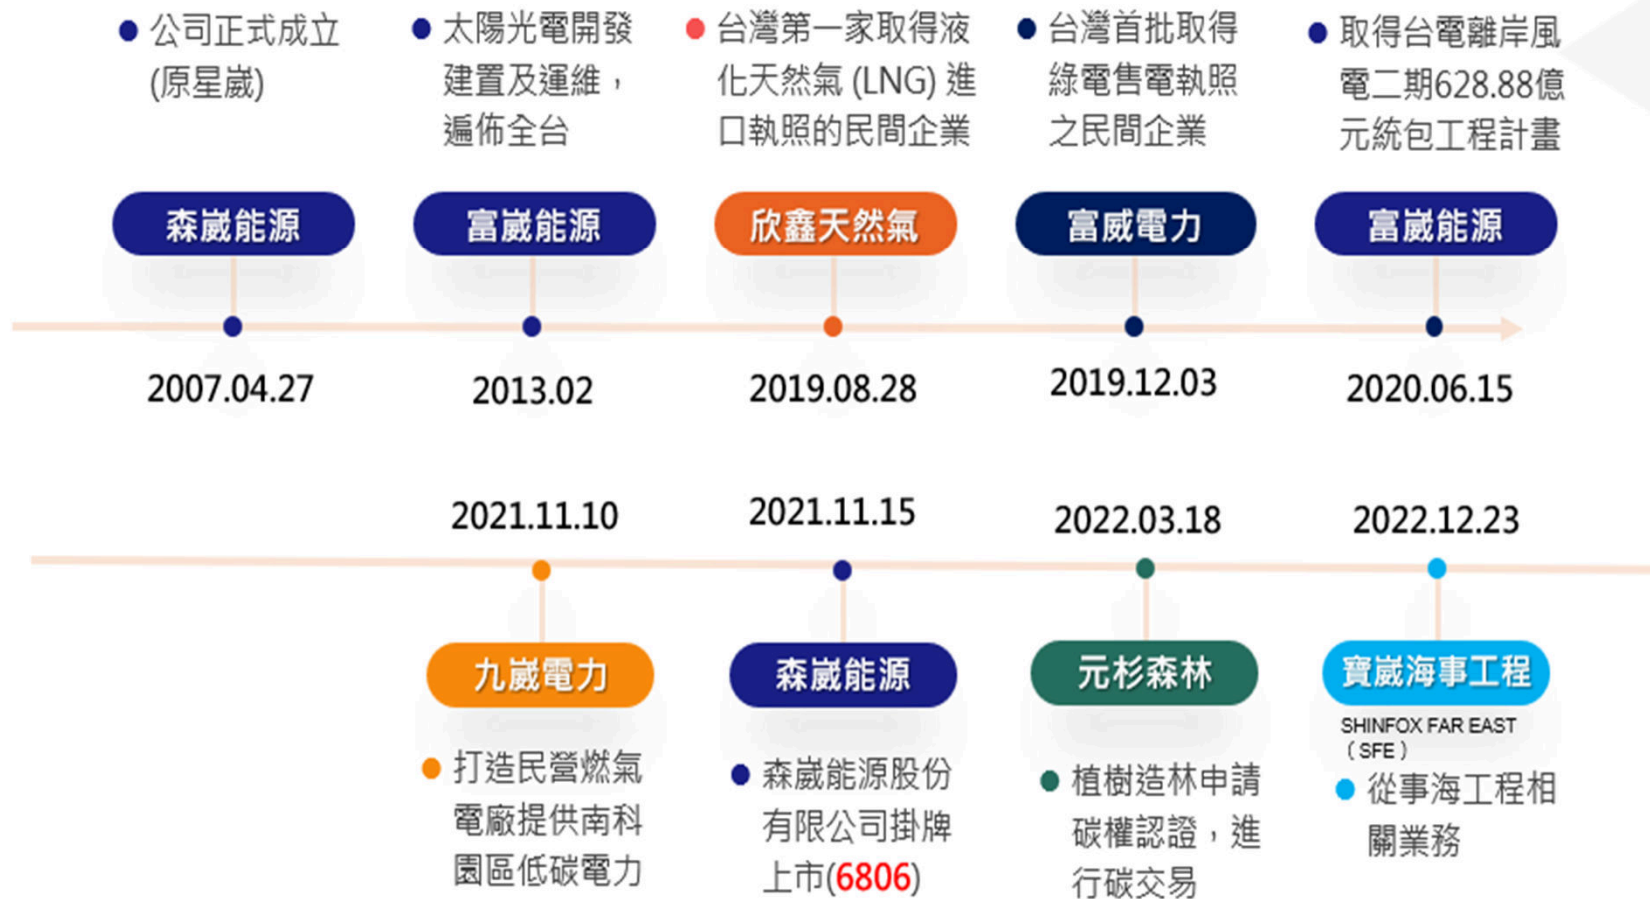 公司正式成立
(原星崴)
太陽光電開發
建置及運維，
遍佈全台
台灣第一家取得液
化天然氣 (LNG) 進
口執照的民間企業
台灣首批取得
綠電售電執照
之民間企業
取得台電離岸風
電二期628.88億
元統包工程計畫
森崴能源
富崴能源
欣鑫天然氣
富威電力
富崴能源
2007.04.27
2013.02
2019.08.28
2019.12.03
2020.06.15
2021.11.10
2021.11.15
2022.03.18
2022.12.23
九崴電力
森崴能源
元杉森林
寶崴海事工程
SHINFOX FAR EAST
（SFE）
打造民營燃氣
電廠提供南科
園區低碳電力
森崴能源股份
有限公司掛牌
上市(6806)
植樹造林申請
碳權認證，進
行碳交易
從事海工程相
關業務